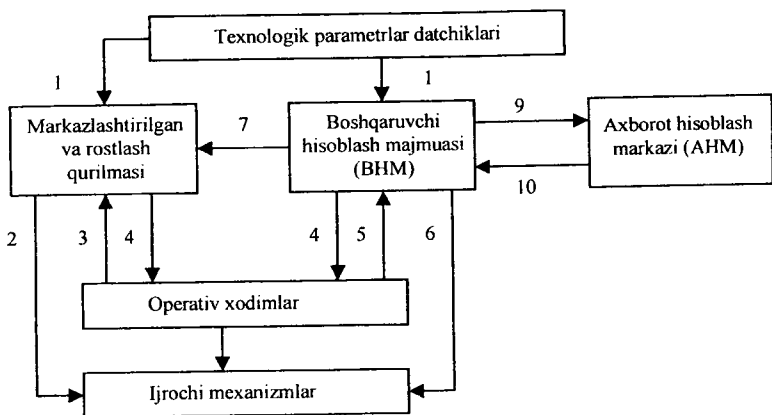 Texnologik parametrlar datchiklari
1
1
Markazlashtirilgan
va rostlash
qurilmasi
7
Boshqaruvchi
hisoblash majmuasi
(BHM)
9
Axborot hisoblash
markazi (AHM)
10
2
3
4
4
5
6
Operativ xodimlar
Ijrochi mexanizmlar